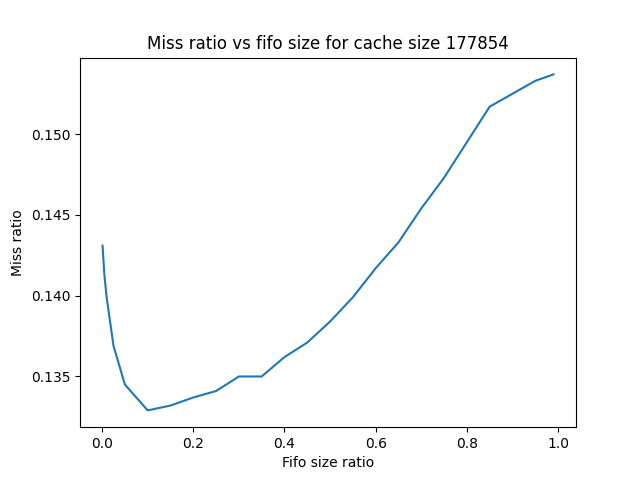 Miss ratio vs fifo size for cache size 177854
0.150
0.145
0.140
0.135
Miss ratio
0.0 0.2 0.4 0.6 0.8 1.0
Fifo size ratio